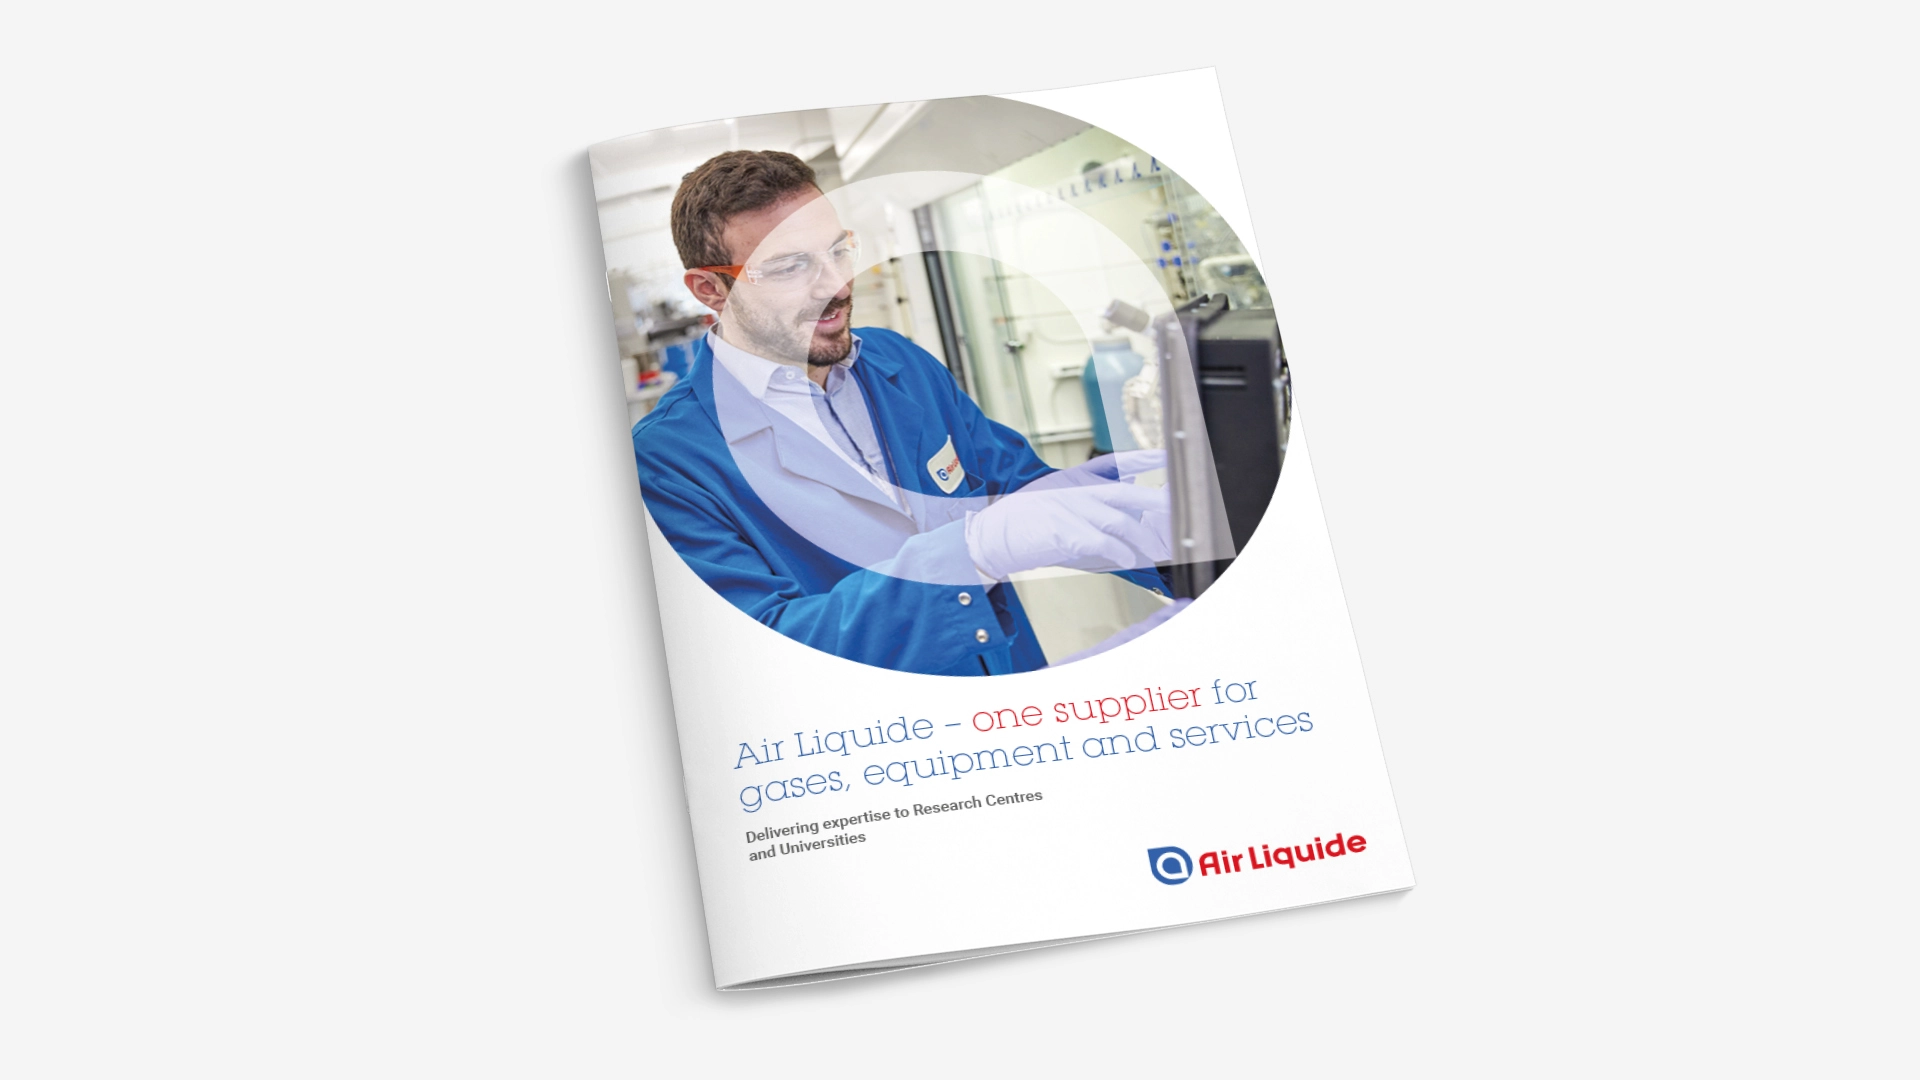 Air Liquide – one supplier for
gases, equipment and services
Delivering expertise to Research Centres
and Universities
Air Liquide